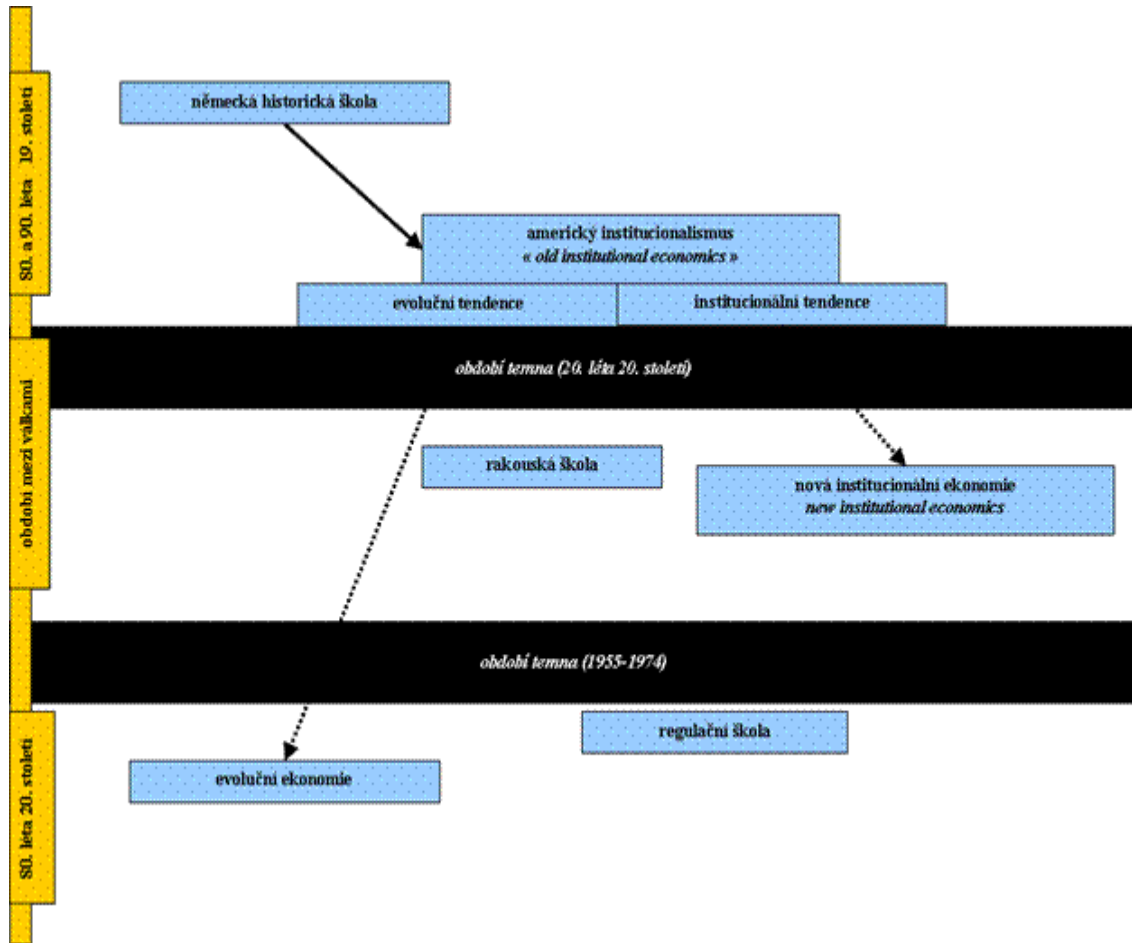 80. a 90. léta 19. století
německá historická škola
americký institucionalismus
« old institutional economics »
evoluční tendence
institucionální tendence
období temna (20. léta 20. století)
období mezi válkami
rakouská škola
nová institucionální ekonomie
new institutional economics
období temna (1955-1974)
80. léta 20. století
regulační škola
evoluční ekonomie